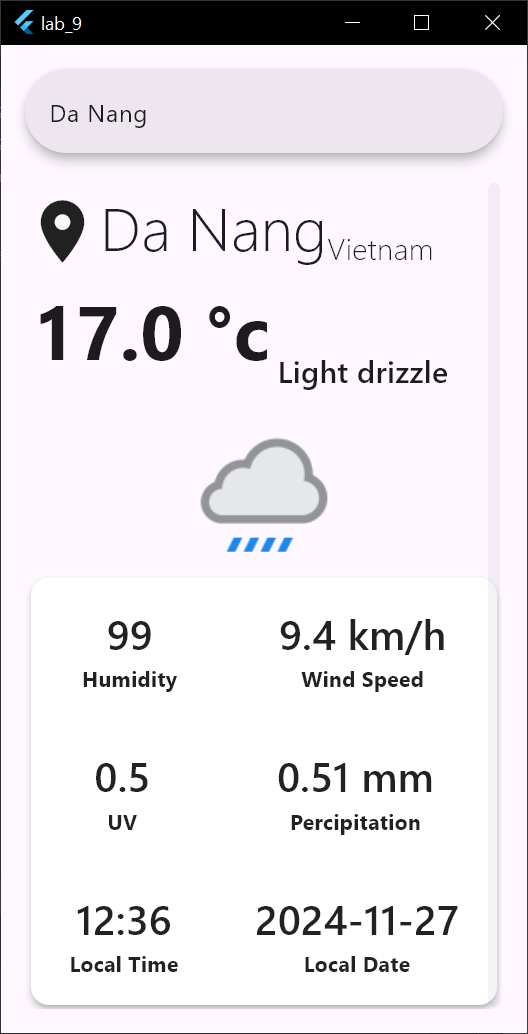 lab_9
Da Nang
Da Nang Vietnam
17.0 °c Light drizzle
99 9.4 km/h
Humidity Wind Speed
0.5 0.51 mm
UV Percipitation
12:36 2024-11-27
Local Time Local Date